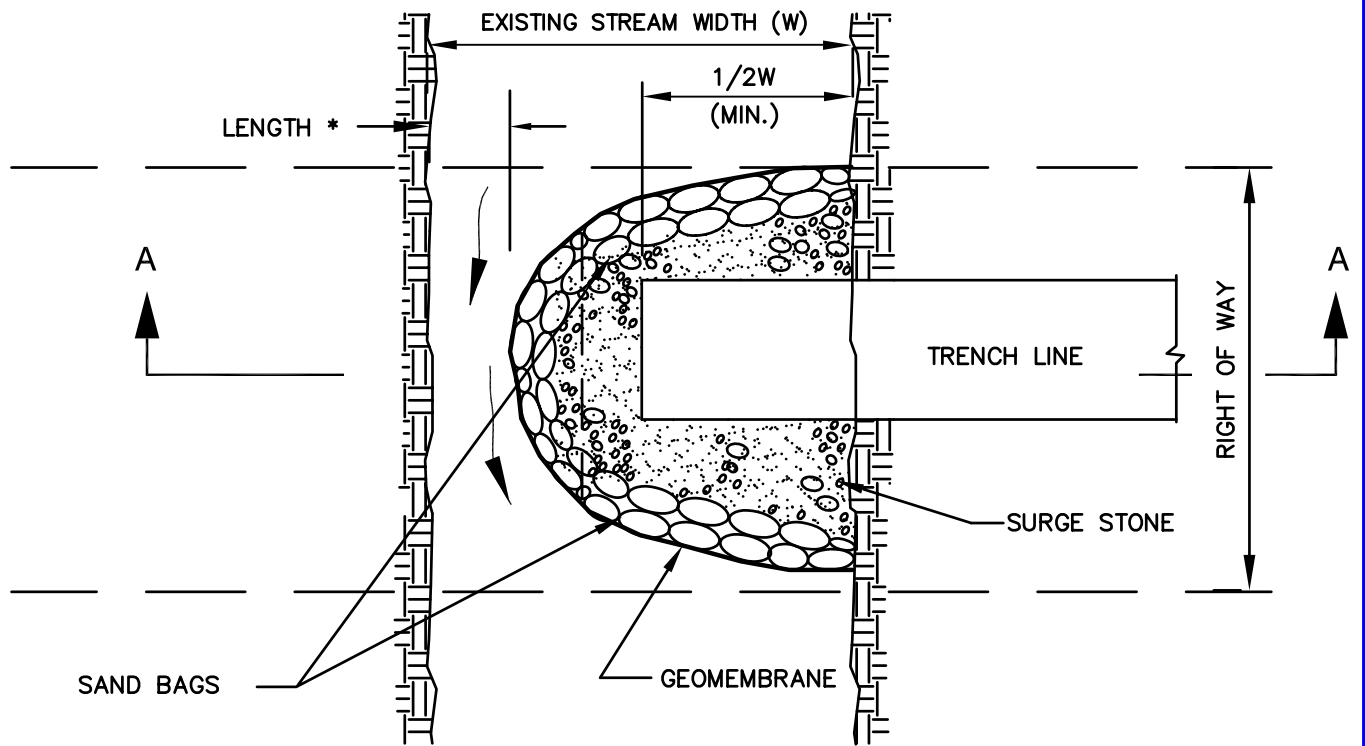 EXISTING STREAM WIDTH (W)
1/2W
(MIN.)
LENGTH *
A
A
TRENCH LINE
RIGHT OF WAY
SURGE STONE
SAND BAGS
GEOMEMBRANE